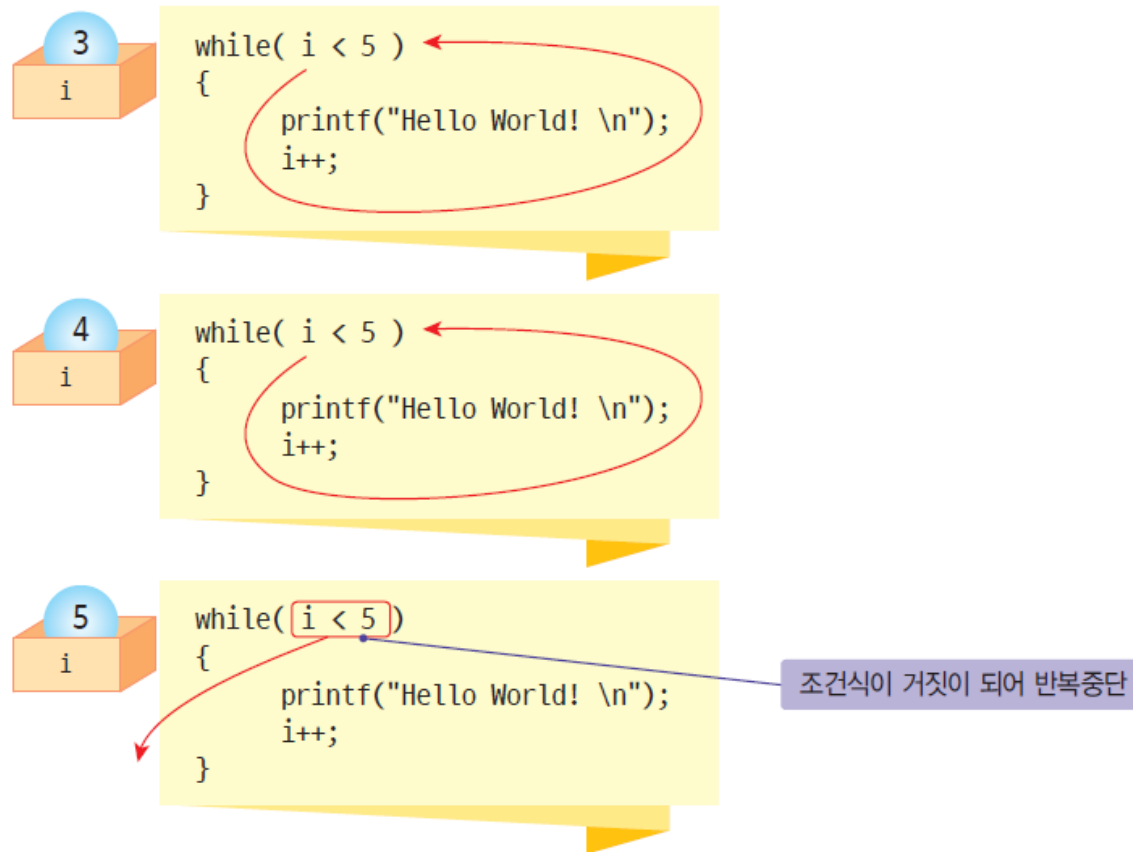 3
i
while( i < 5 )
{
printf("Hello World! \n");
i++;
}
4
i
while( i < 5 )
{
printf("Hello World! \n");
i++;
}
5
i
while( i < 5 )
{
printf("Hello World! \n");
i++;
}
조건식이 거짓이 되어 반복중단